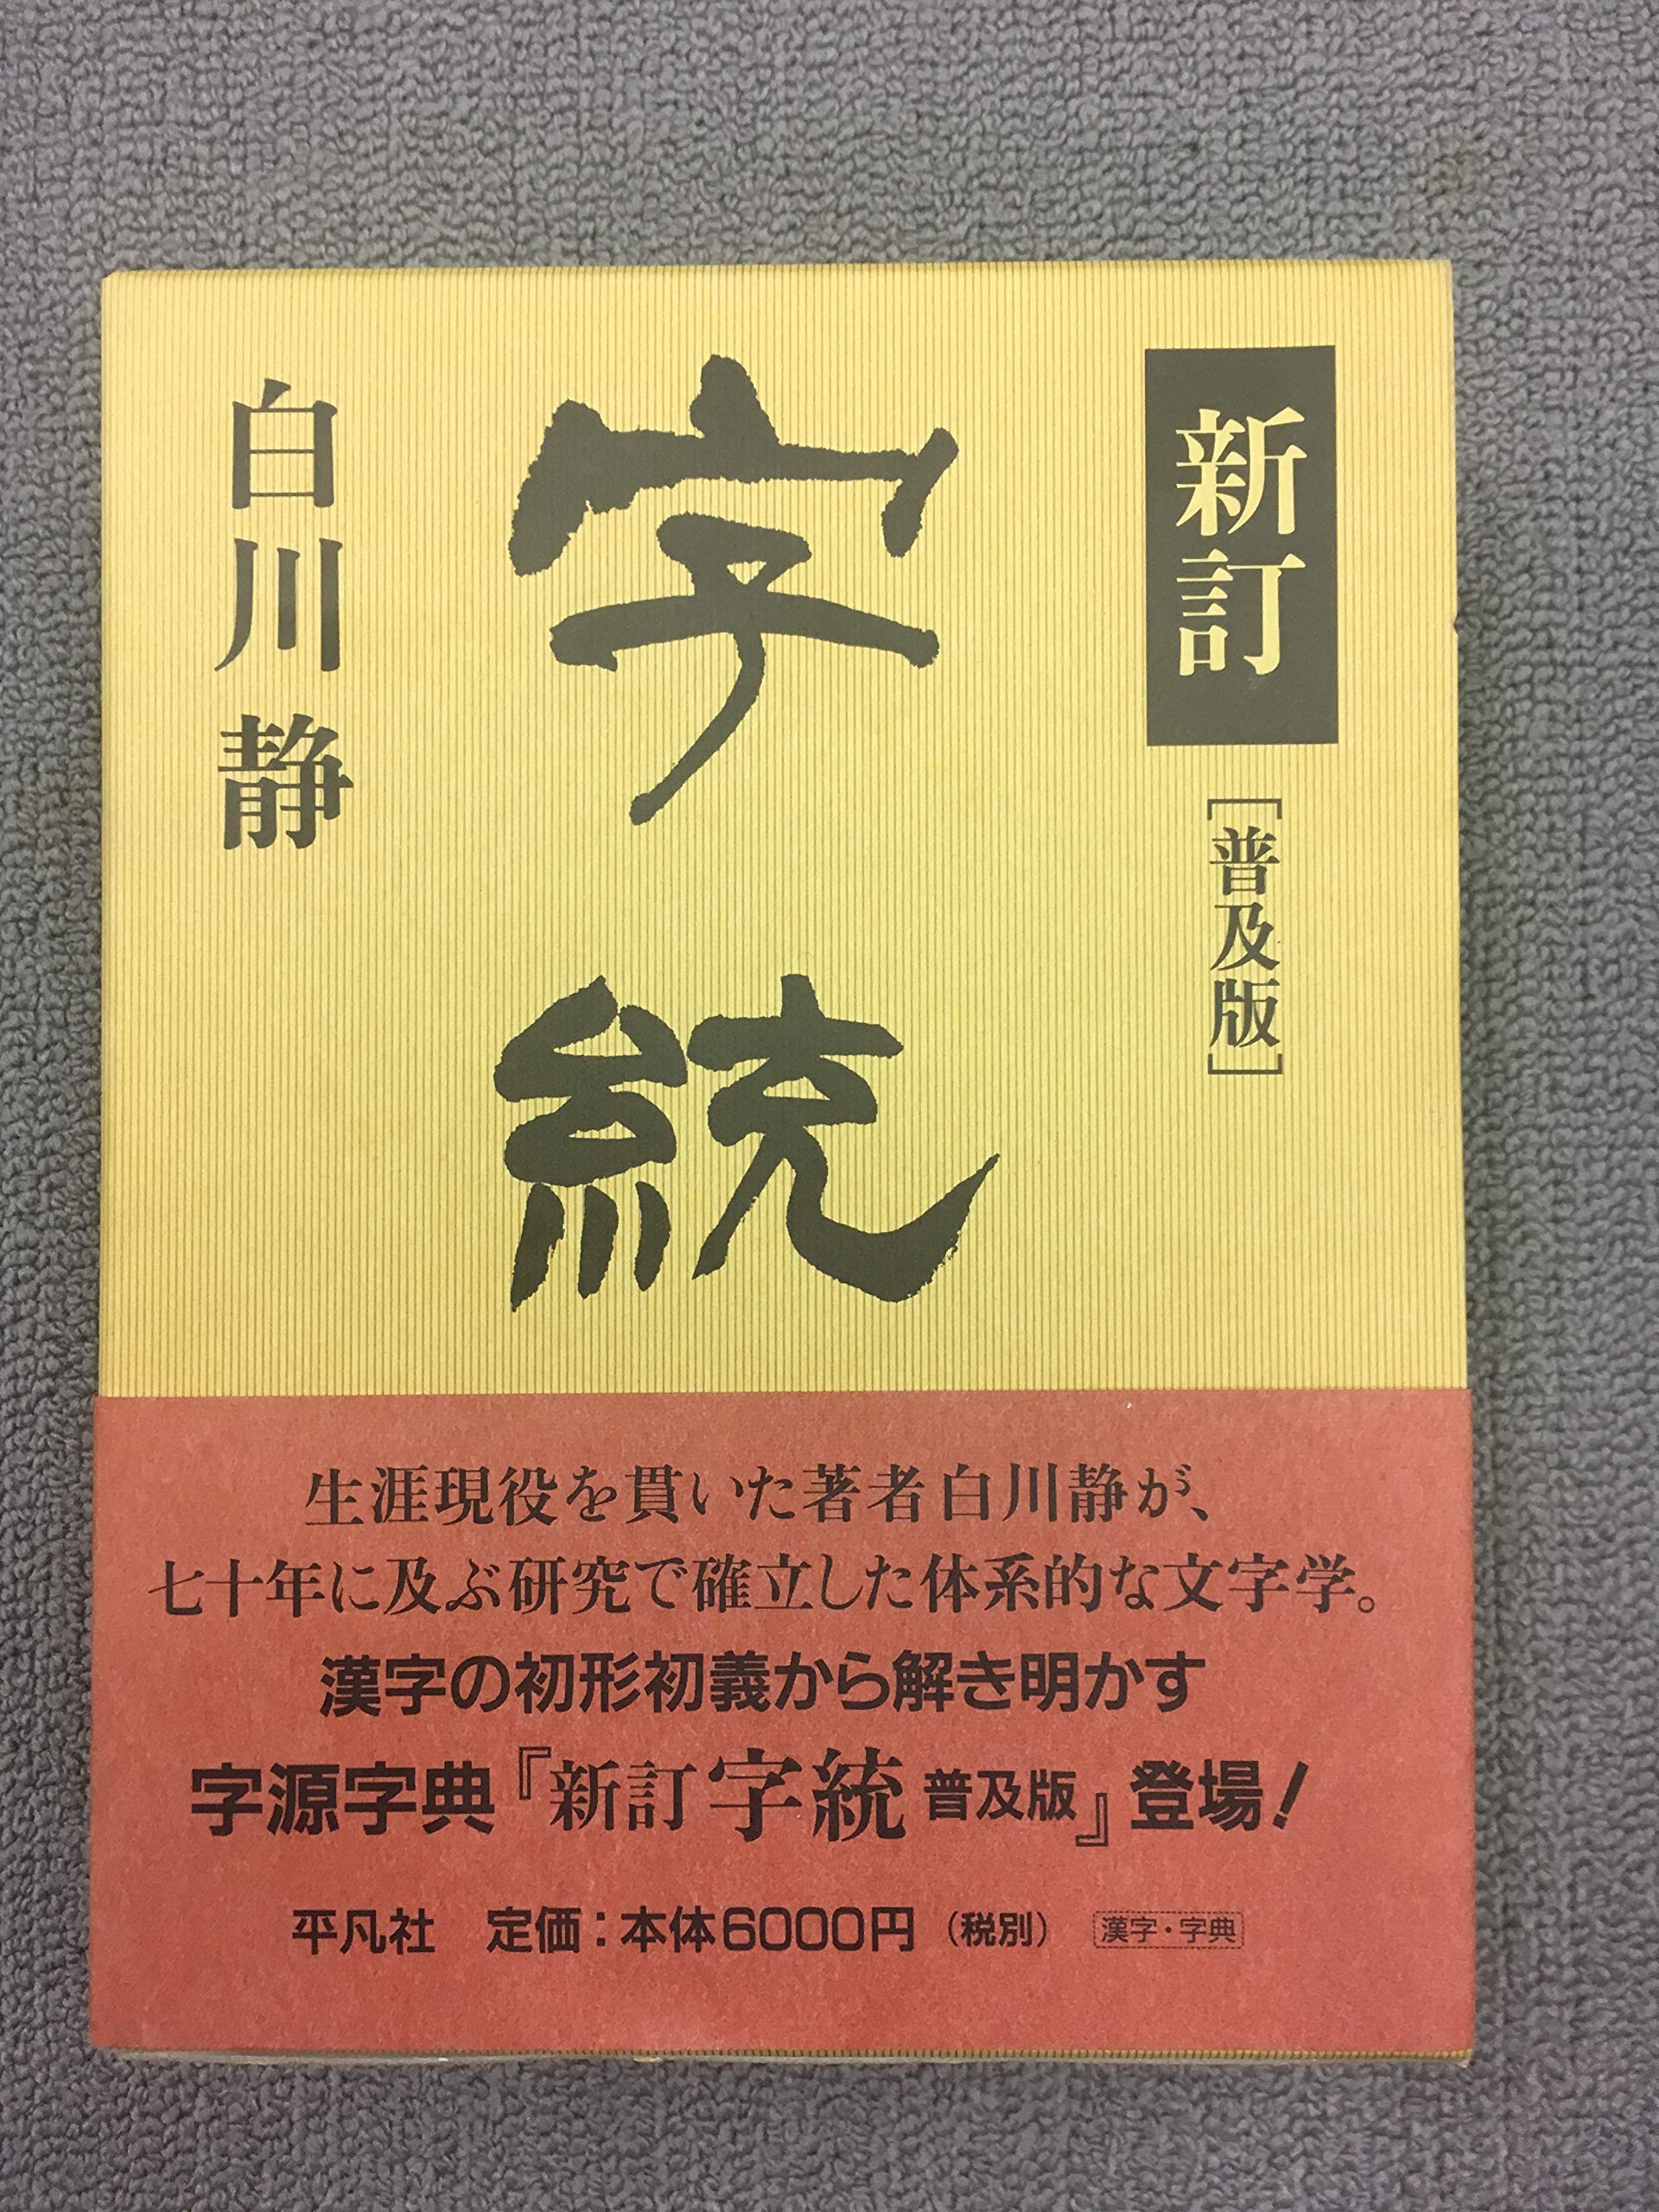 新訂
[普及版]
字統
白川静
生涯現役を貫いた著者白川静が、
七十年に及ぶ研究で確立した体系的な文字学。
漢字の初形初義から解き明かす
字源字典『新訂 字統 普及版』登場!
平凡社 定価:本体6000円(税別) 漢字・字典